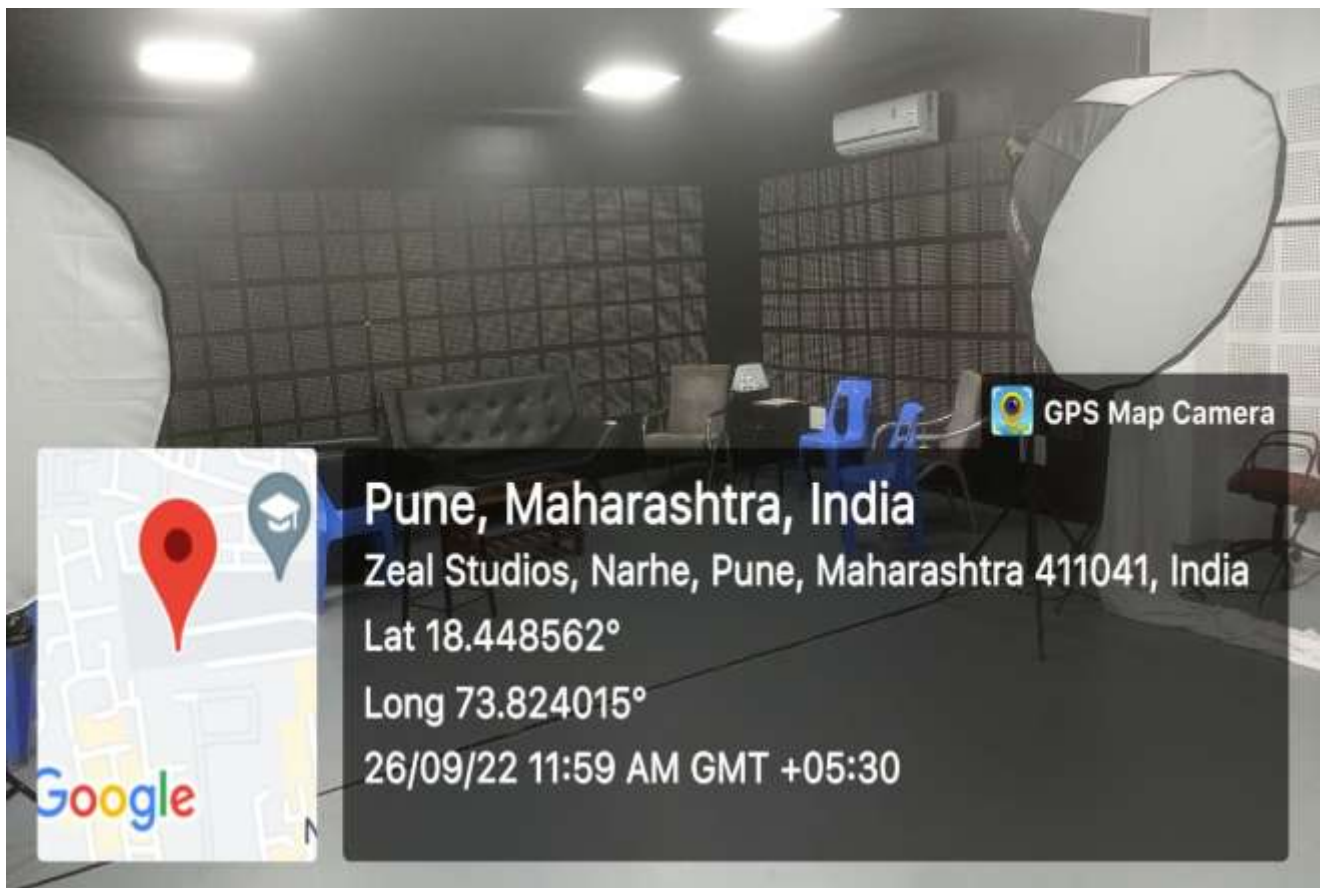 GPS Map Camera
Pune, Maharashtra, India
Zeal Studios, Narhe, Pune, Maharashtra 411041, India
Lat 18.448562°
Long 73.824015°
26/09/22 11:59 AM GMT +05:30
Google